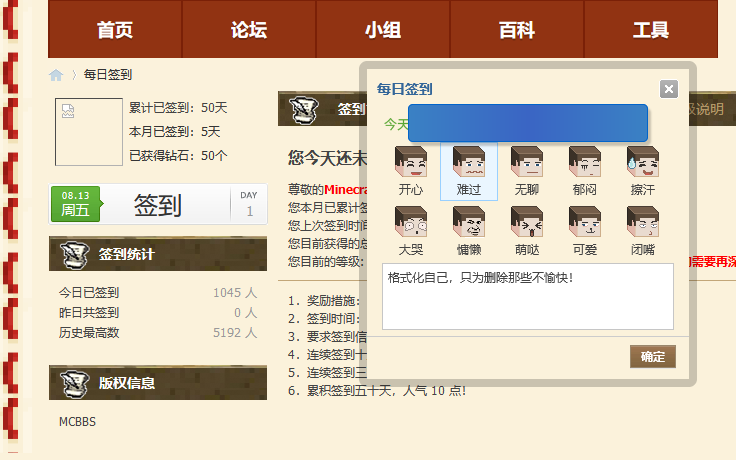 首页 论坛 小组 百科 工具
每日签到
累计已签到：50天
本月已签到：5天
已获得钻石：50个
08.13
周五
签到
DAY
1
签到统计
今日已签到 1045 人
昨日共签到 0 人
历史最高数 5192 人
版权信息
MCBBS
签到
级说明
您今天还未
尊敬的Minecra
您本月已累计签
您上次签到时间
您目前获得的总
您目前的等级：
需要再深
1. 奖励措施：
2. 签到时间：
3. 要求签到信
4. 连续签到十
5. 连续签到三
6. 累积签到五十天，人气 10 点！
每日签到
今天
开心 难过 无聊 郁闷 擦汗
大哭 慵懒 萌哒 可爱 闭嘴
格式化自己，只为删除那些不愉快！
确定